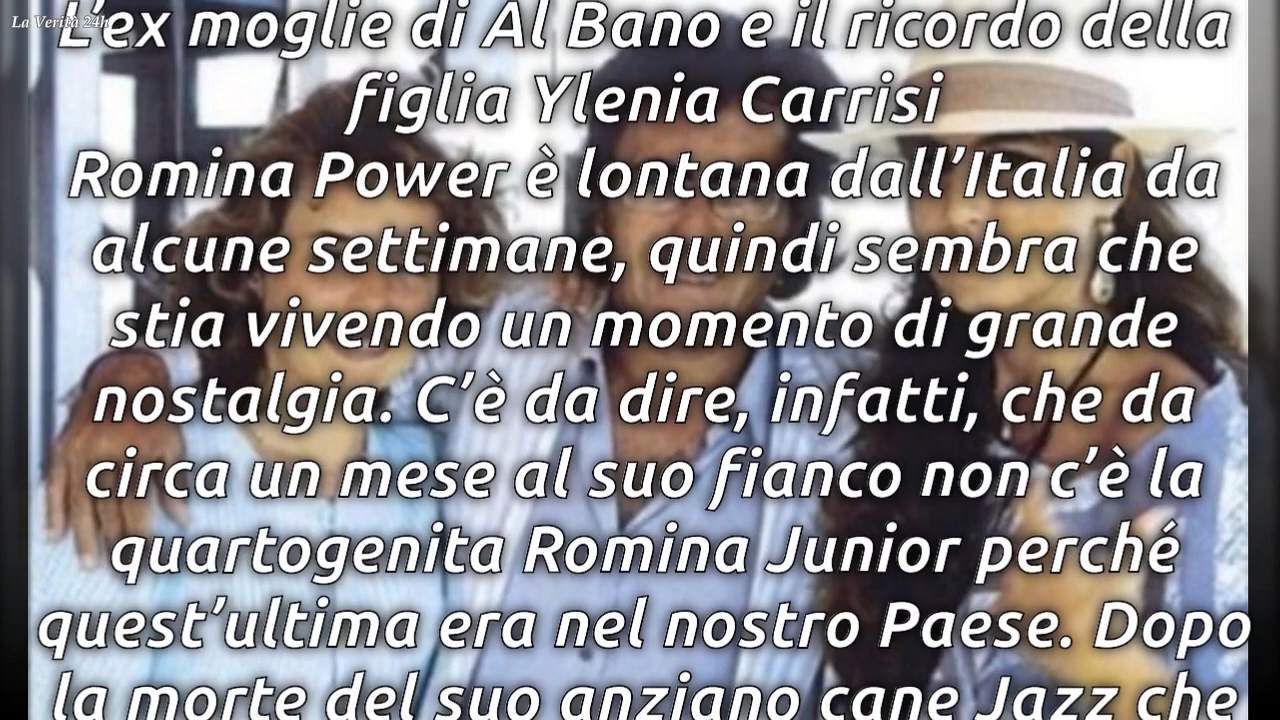 La Verità 24h
L’ex moglie di Al Bano e il ricordo della
figlia Ylenia Carrisi
Romina Power è lontana dall’Italia da
alcune settimane, quindi sembra che
stia vivendo un momento di grande
nostalgia. C’è da dire, infatti, che da
circa un mese al suo fianco non c’è la
quartogenita Romina Junior perché
quest’ultima era nel nostro Paese. Dopo
la morte del suo anziano cane Jazz che